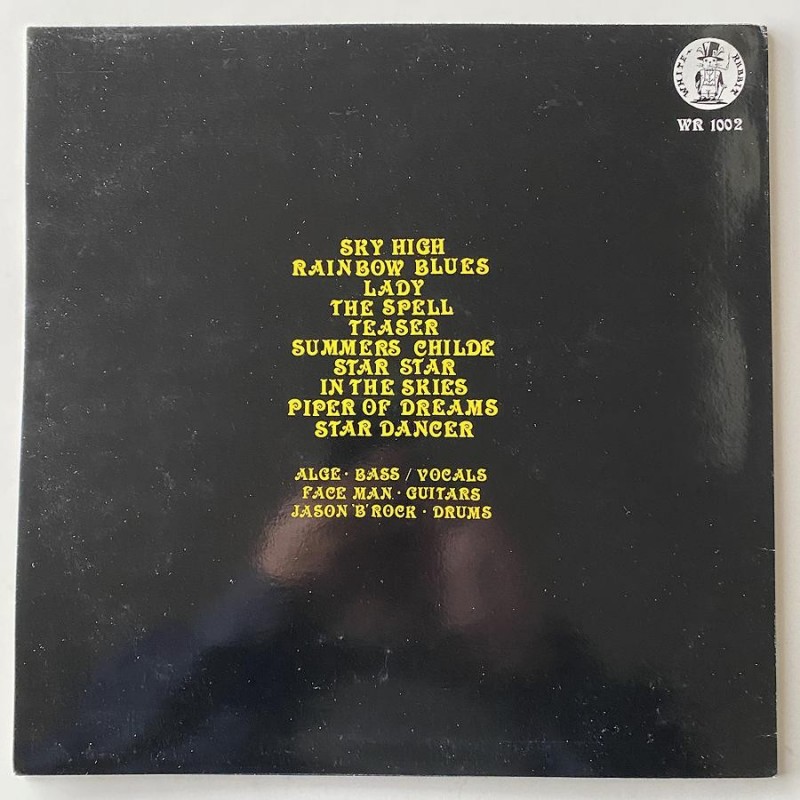 WHITE RABBIT
WR 1002
SKY HIGH
RAINBOW BLUES
LADY
THE SPELL
TEASER
SUMMERS CHILDE
STAR STAR
IN THE SKIES
PIPER OF DREAMS
STAR DANCER
ALGE · BASS / VOCALS
FACE MAN · GUITARS
JASON 'B' ROCK · DRUMS